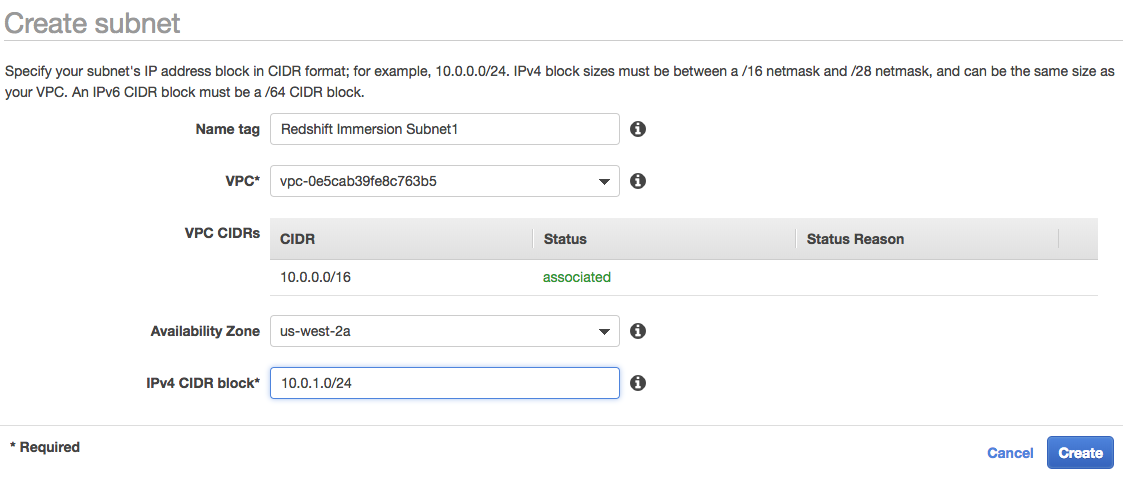 Create subnet
Specify your subnet's IP address block in CIDR format; for example, 10.0.0.0/24. IPv4 block sizes must be between a /16 netmask and /28 netmask, and can be the same size as
your VPC. An IPv6 CIDR block must be a /64 CIDR block.
Name tag Redshift Immersion Subnet1
VPC* vpc-0e5cab39fe8c763b5
VPC CIDRs CIDR Status Status Reason
10.0.0.0/16 associated
Availability Zone us-west-2a
IPv4 CIDR block* 10.0.1.0/24
* Required
Cancel Create